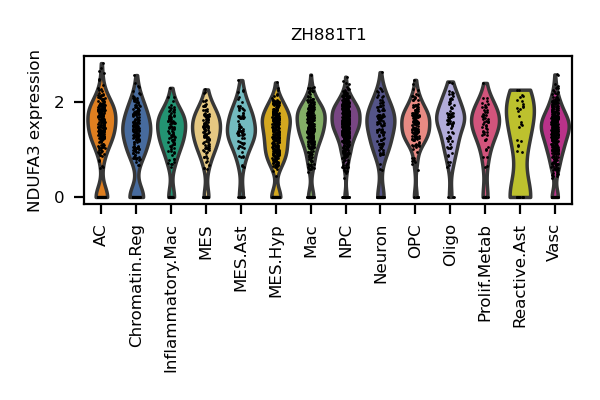 ZH881T1
NDUFA3 expression
2
0
AC
Chromatin.Reg
Inflammatory.Mac
MES
MES.Ast
MES.Hyp
Mac
NPC
Neuron
OPC
Oligo
Prolif.Metab
Reactive.Ast
Vasc